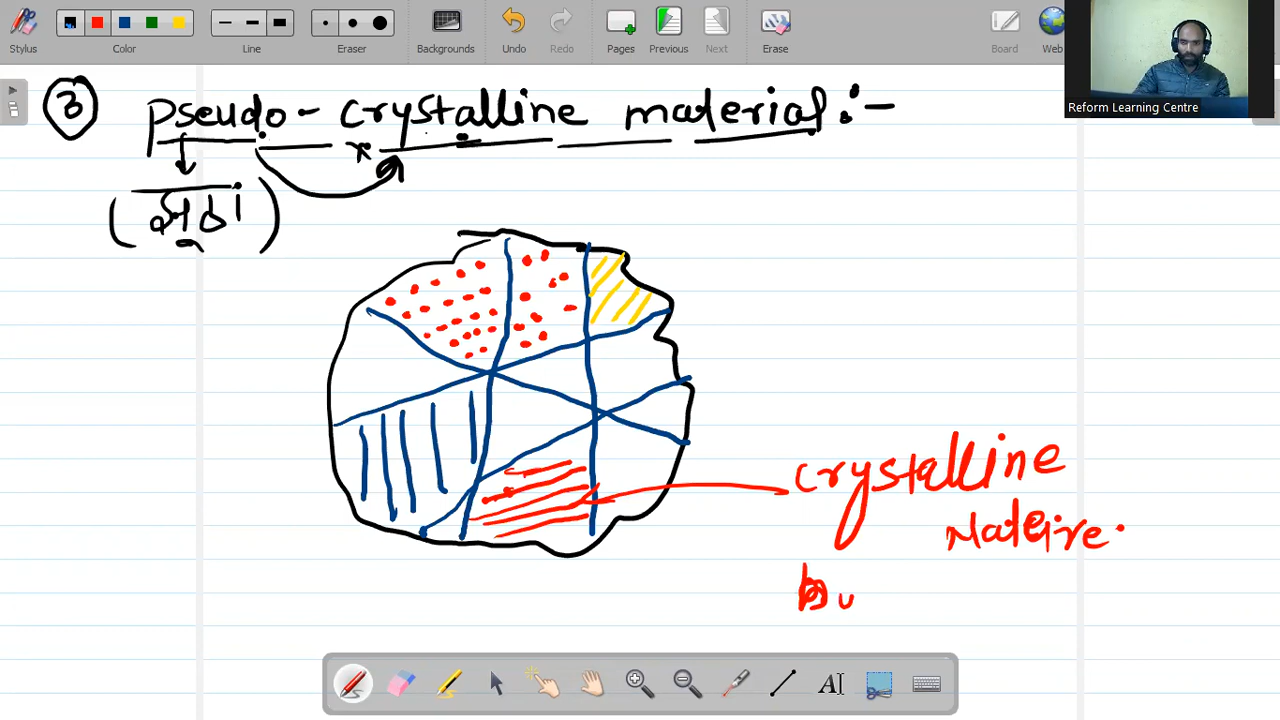 Stylus
Color
Line
Eraser
Backgrounds
Undo
Redo
Pages
Previous
Next
Erase
Board
Web
Reform Learning Centre
3 pseudo - crystalline material :-
crystalline